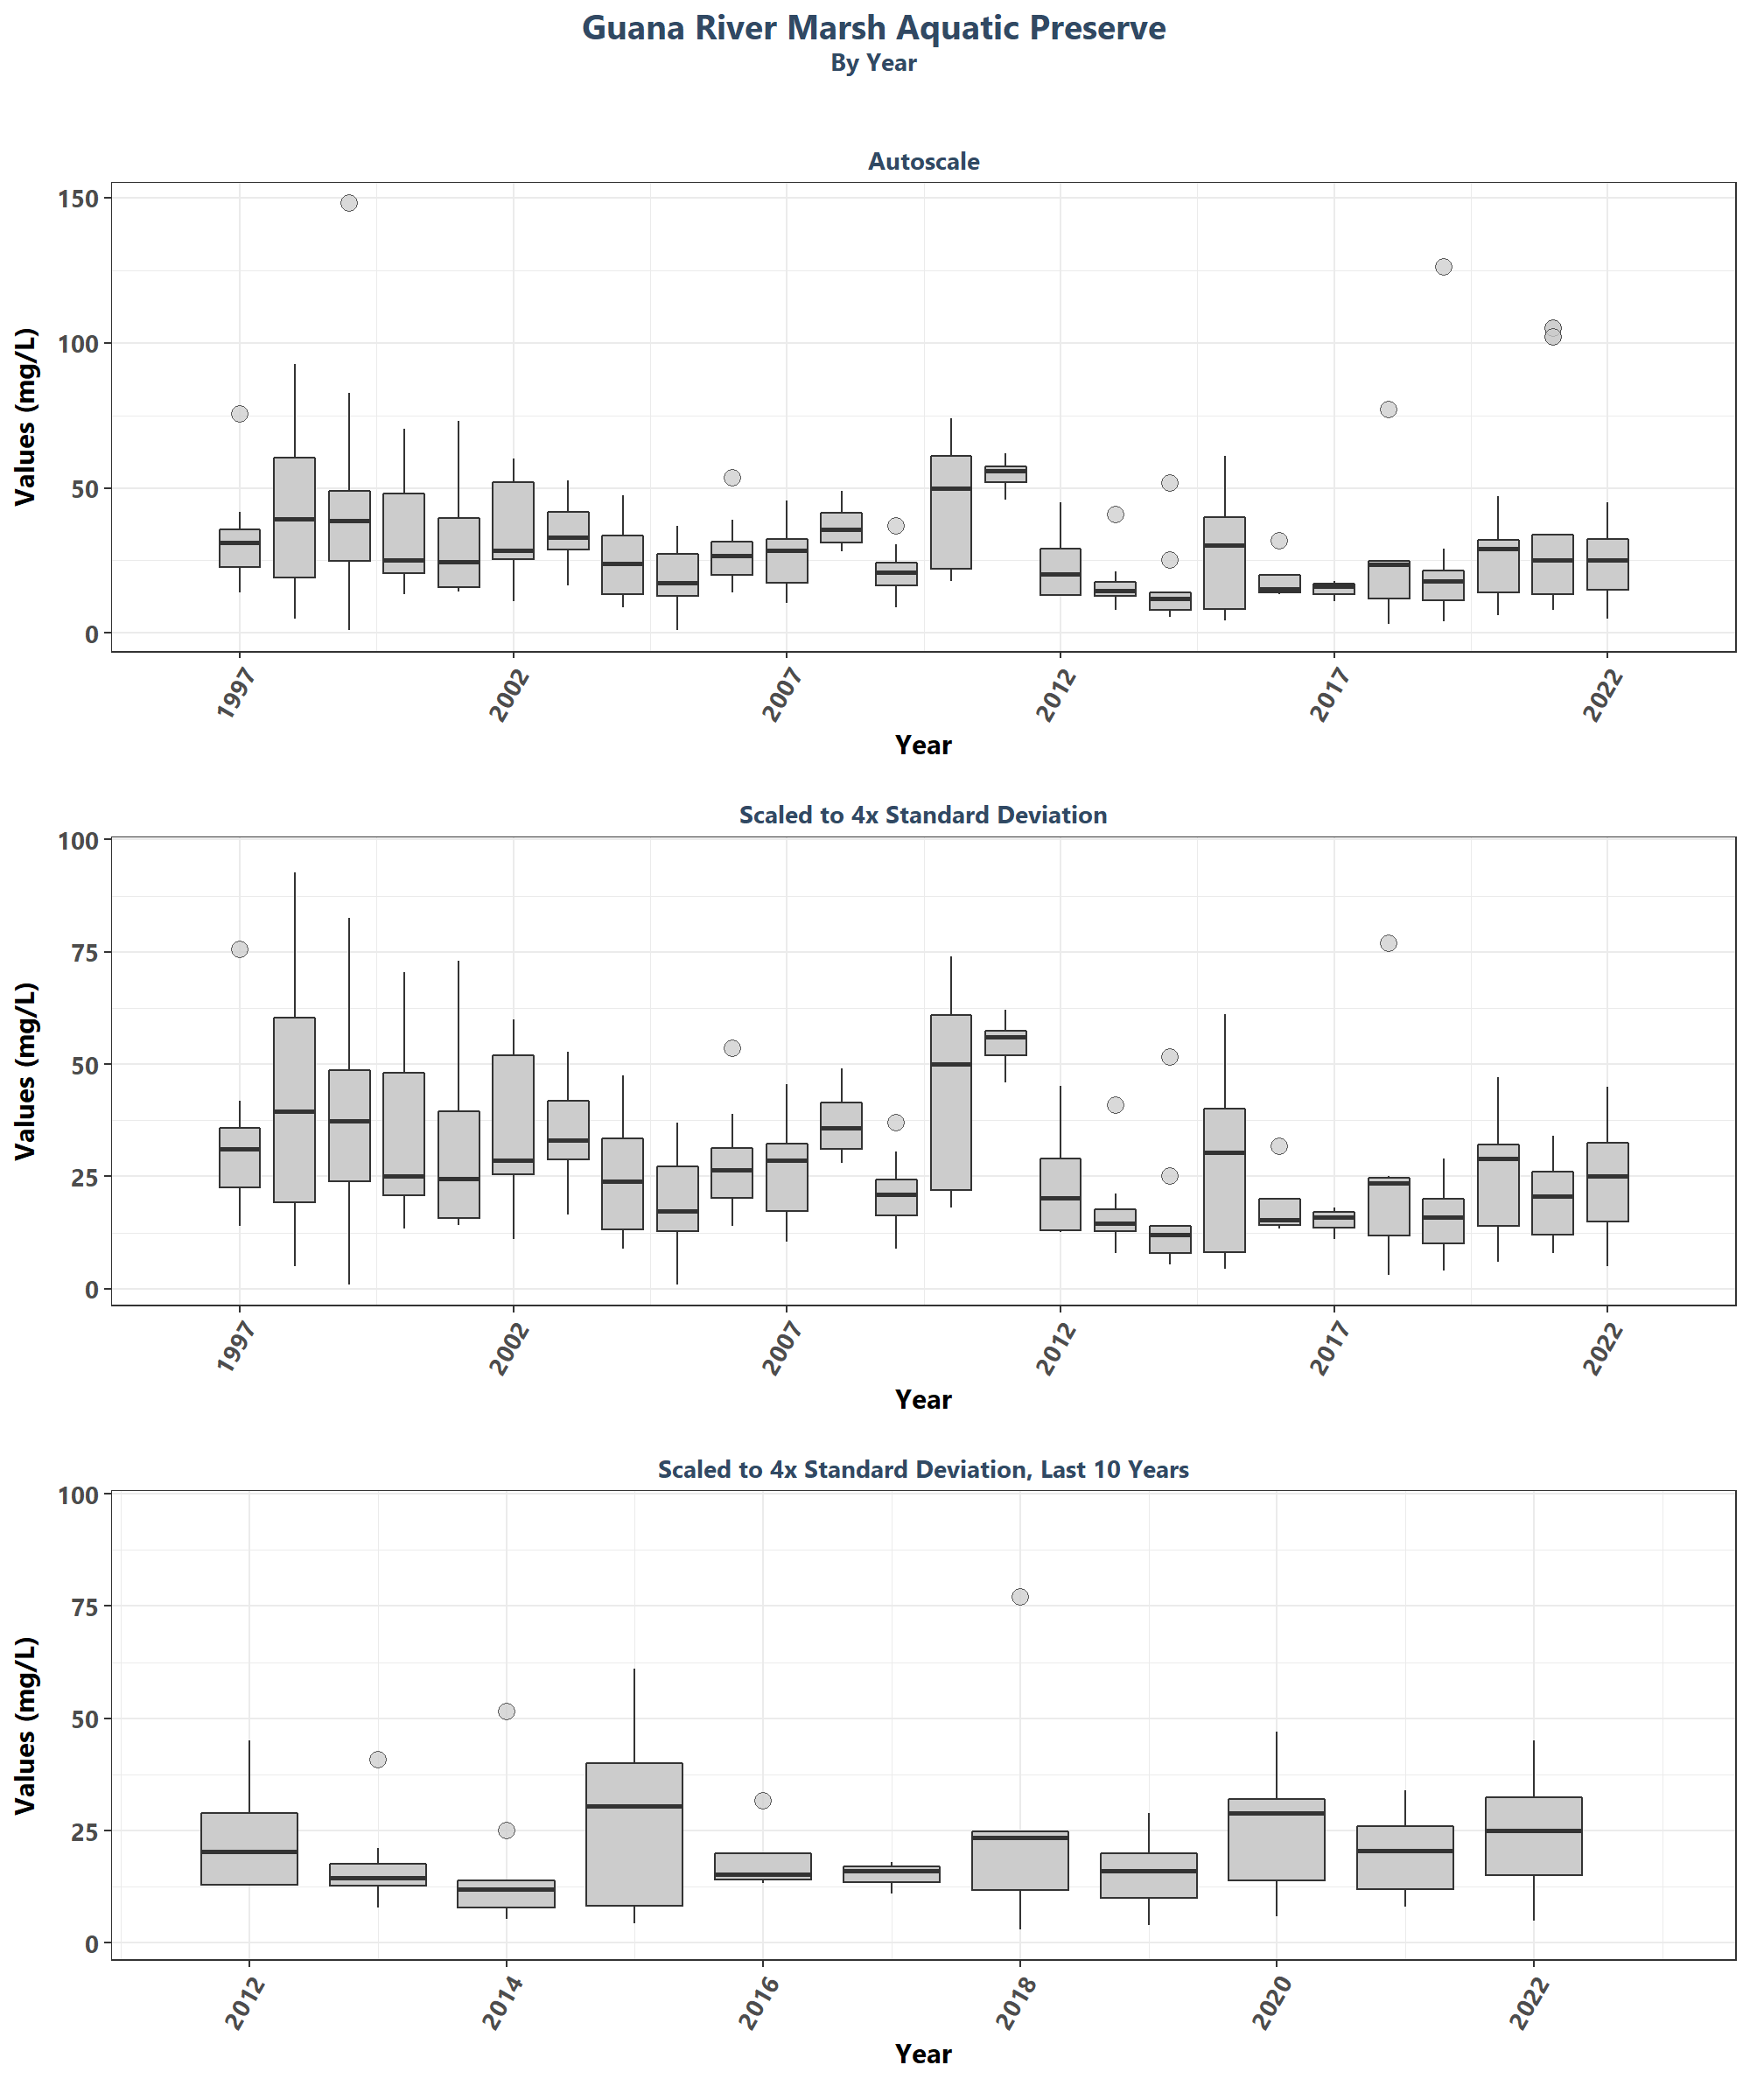 Guana River Marsh Aquatic Preserve
By Year
Autoscale
Values (mg/L)
150
100
50
0
1997 2002 2007 2012 2017 2022
Year
Scaled to 4x Standard Deviation
Values (mg/L)
100
75
50
25
0
1997 2002 2007 2012 2017 2022
Year
Scaled to 4x Standard Deviation, Last 10 Years
Values (mg/L)
100
75
50
25
0
2012 2014 2016 2018 2020 2022
Year